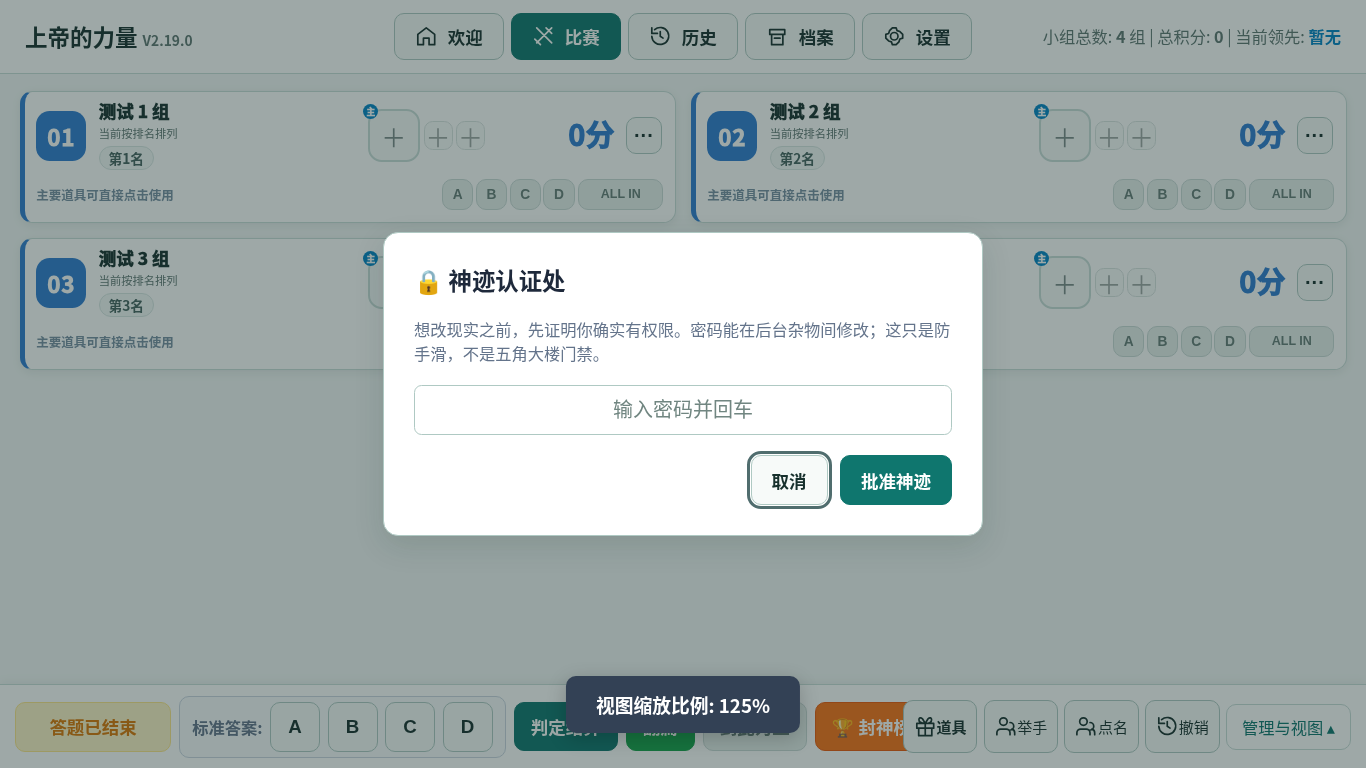 上帝的力量 V2.19.0
欢迎
比赛
历史
档案
设置
小组总数: 4 组 | 总积分: 0 | 当前领先: 暂无
01
测试 1 组
当前按排名排列
第1名
主
0分
主要道具可直接点击使用
A
B
C
D
ALL IN
02
测试 2 组
当前按排名排列
第2名
主
0分
主要道具可直接点击使用
A
B
C
D
ALL IN
03
测试 3 组
当前按排名排列
第3名
主
主要道具可直接点击使用
主
0分
A
B
C
D
ALL IN
🔒 神迹认证处
想改现实之前，先证明你确实有权限。密码能在后台杂物间修改；这只是防
手滑，不是五角大楼门禁。
输入密码并回车
取消
批准神迹
视图缩放比例: 125%
答题已结束
标准答案:
A
B
C
D
判定
🏆 封神
道具
举手
点名
撤销
管理与视图 ▴